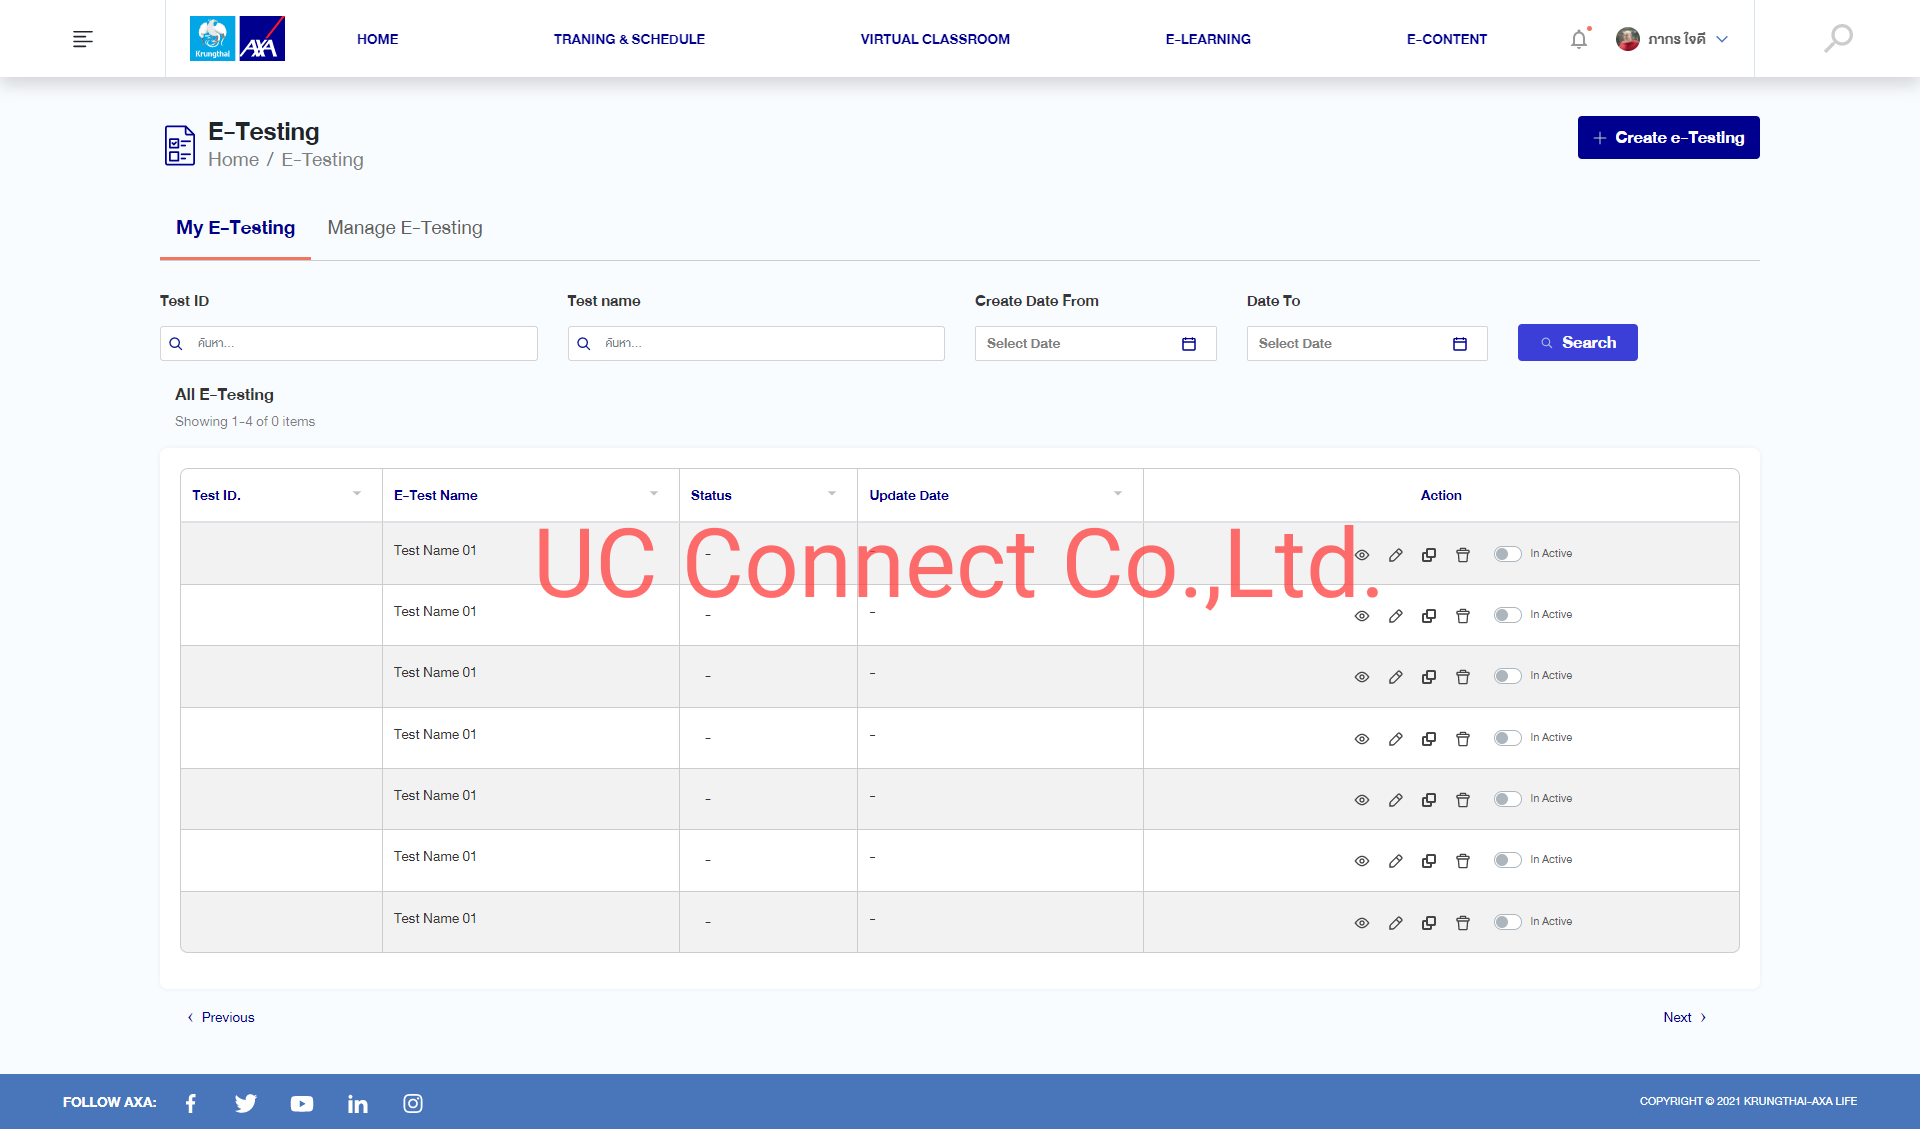 Krungthai AXA HOME TRANING & SCHEDULE VIRTUAL CLASSROOM E-LEARNING E-CONTENT ภากร ใจดี
E-Testing
Home / E-Testing
+ Create e-Testing
My E-Testing Manage E-Testing
Test ID Test name Create Date From Date To
ค้นหา... ค้นหา... Select Date Select Date Search
All E-Testing
Showing 1-4 of 0 items
Test ID. E-Test Name Status Update Date Action
Test Name 01 - - In Active
UC Connect Co.,Ltd.
Test Name 01 - - In Active
Test Name 01 - - In Active
Test Name 01 - - In Active
Test Name 01 - - In Active
Test Name 01 - - In Active
Test Name 01 - - In Active
‹ Previous Next ›
FOLLOW AXA: COPYRIGHT © 2021 KRUNGTHAI-AXA LIFE